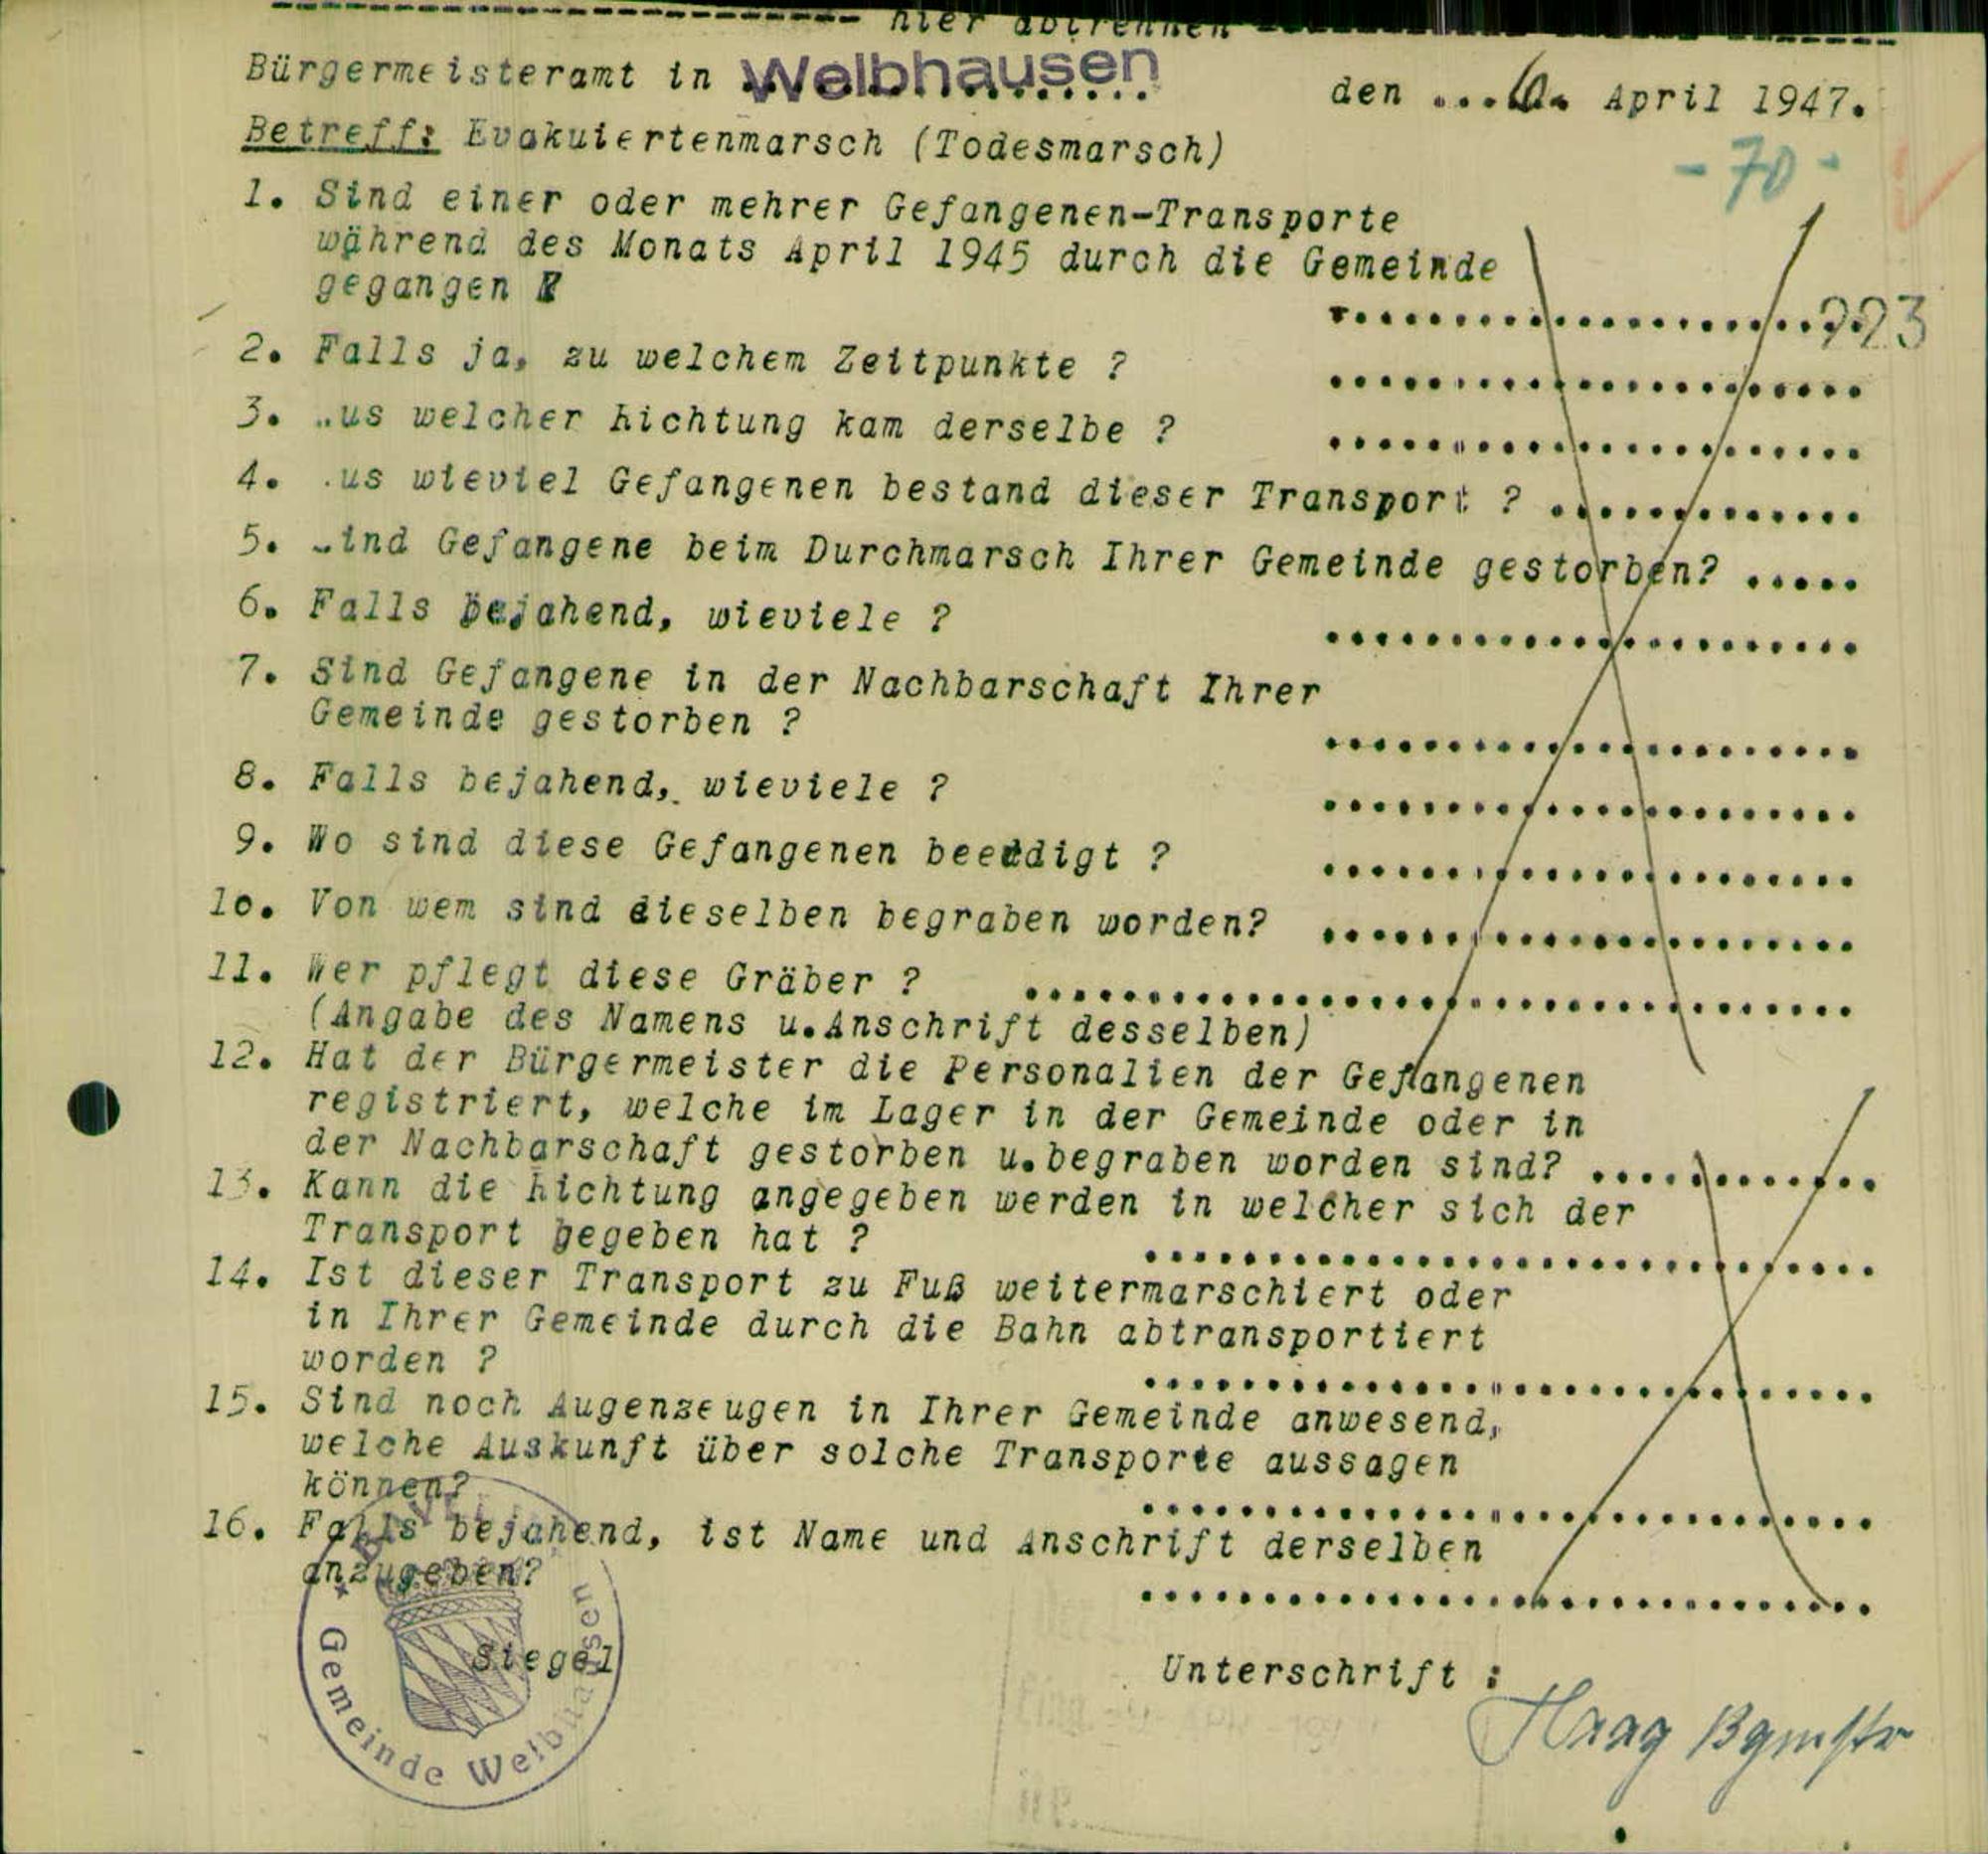 hier abtrennen
Bürgermeisteramt in Welbhausen den ... April 1947.
Betreff: Evakuiertenmarsch (Todesmarsch)
- 70 -
1. Sind einer oder mehrer Gefangenen-Transporte
während des Monats April 1945 durch die Gemeinde
gegangen
223
2. Falls ja, zu welchem Zeitpunkte ?
3. us welcher Richtung kam derselbe ?
4. us wieviel Gefangenen bestand dieser Transport ?
5. ind Gefangene beim Durchmarsch Ihrer Gemeinde gestorben?
6. Falls bejahend, wieviele ?
7. Sind Gefangene in der Nachbarschaft Ihrer
Gemeinde gestorben ?
8. Falls bejahend, wieviele ?
9. Wo sind diese Gefangenen beerdigt ?
10. Von wem sind dieselben begraben worden?
11. Wer pflegt diese Gräber ?
(Angabe des Namens u.Anschrift desselben)
12. Hat der Bürgermeister die Personalien der Gefangenen
registriert, welche im Lager in der Gemeinde oder in
der Nachbarschaft gestorben u.begraben worden sind?
13. Kann die Richtung angegeben werden in welcher sich der
Transport begeben hat ?
14. Ist dieser Transport zu Fuß weitermarschiert oder
in Ihrer Gemeinde durch die Bahn abtransportiert
worden ?
15. Sind noch Augenzeugen in Ihrer Gemeinde anwesend,
welche Auskunft über solche Transporte aussagen
können?
16. Falls bejahend, ist Name und Anschrift derselben
anzugeben?
Siegel
Gemeinde Welbhausen
Unterschrift :
Haag Bgmstr